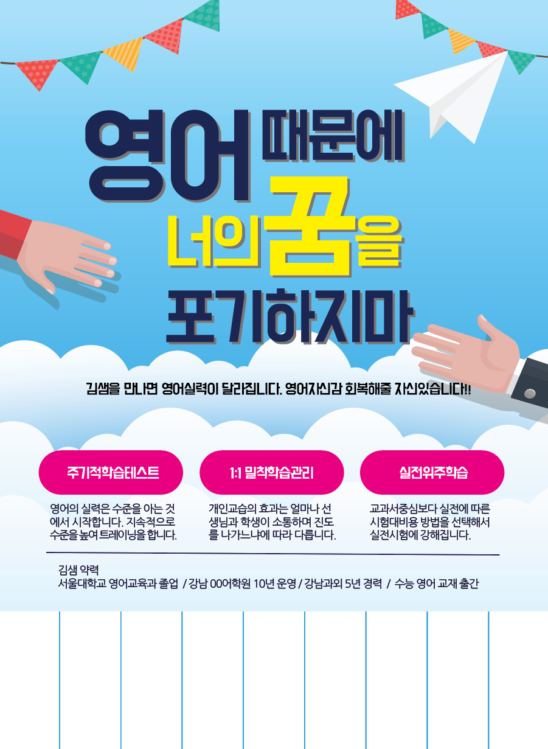 영어 때문에
너의 꿈을
포기하지마
김샘을 만나면 영어실력이 달라집니다. 영어자신감 회복해줄 자신있습니다!!
주기적학습테스트
영어의 실력은 수준을 아는 것
에서 시작합니다. 지속적으로
수준을 높여 트레이닝을 합니다.
1:1 밀착학습관리
개인교습의 효과는 얼마나 선
생님과 학생이 소통하며 진도
를 나가느냐에 따라 다릅니다.
실전위주학습
교과서중심보다 실전에 따른
시험대비용 방법을 선택해서
실전시험에 강해집니다.
김샘 약력
서울대학교 영어교육과 졸업 / 강남 00어학원 10년 운영 / 강남과외 5년 경력 / 수능 영어 교재 출간